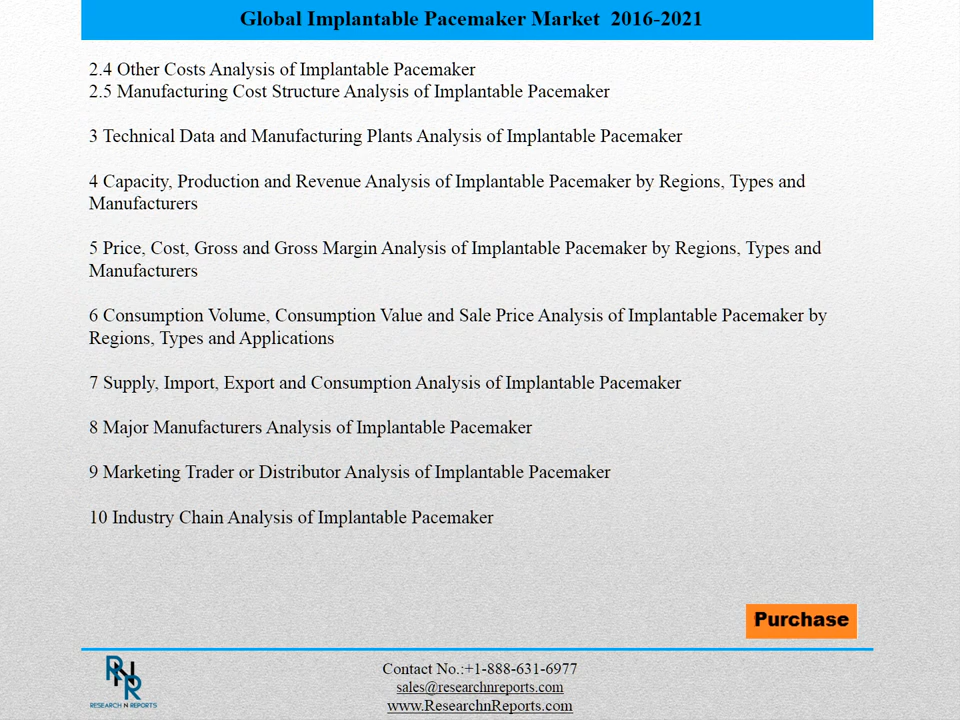 Global Implantable Pacemaker Market 2016-2021
2.4 Other Costs Analysis of Implantable Pacemaker
2.5 Manufacturing Cost Structure Analysis of Implantable Pacemaker
3 Technical Data and Manufacturing Plants Analysis of Implantable Pacemaker
4 Capacity, Production and Revenue Analysis of Implantable Pacemaker by Regions, Types and
Manufacturers
5 Price, Cost, Gross and Gross Margin Analysis of Implantable Pacemaker by Regions, Types and
Manufacturers
6 Consumption Volume, Consumption Value and Sale Price Analysis of Implantable Pacemaker by
Regions, Types and Applications
7 Supply, Import, Export and Consumption Analysis of Implantable Pacemaker
8 Major Manufacturers Analysis of Implantable Pacemaker
9 Marketing Trader or Distributor Analysis of Implantable Pacemaker
10 Industry Chain Analysis of Implantable Pacemaker
Purchase
RNR
RESEARCH N REPORTS
Contact No.:+1-888-631-6977
sales@researchnreports.com
www.ResearchnReports.com